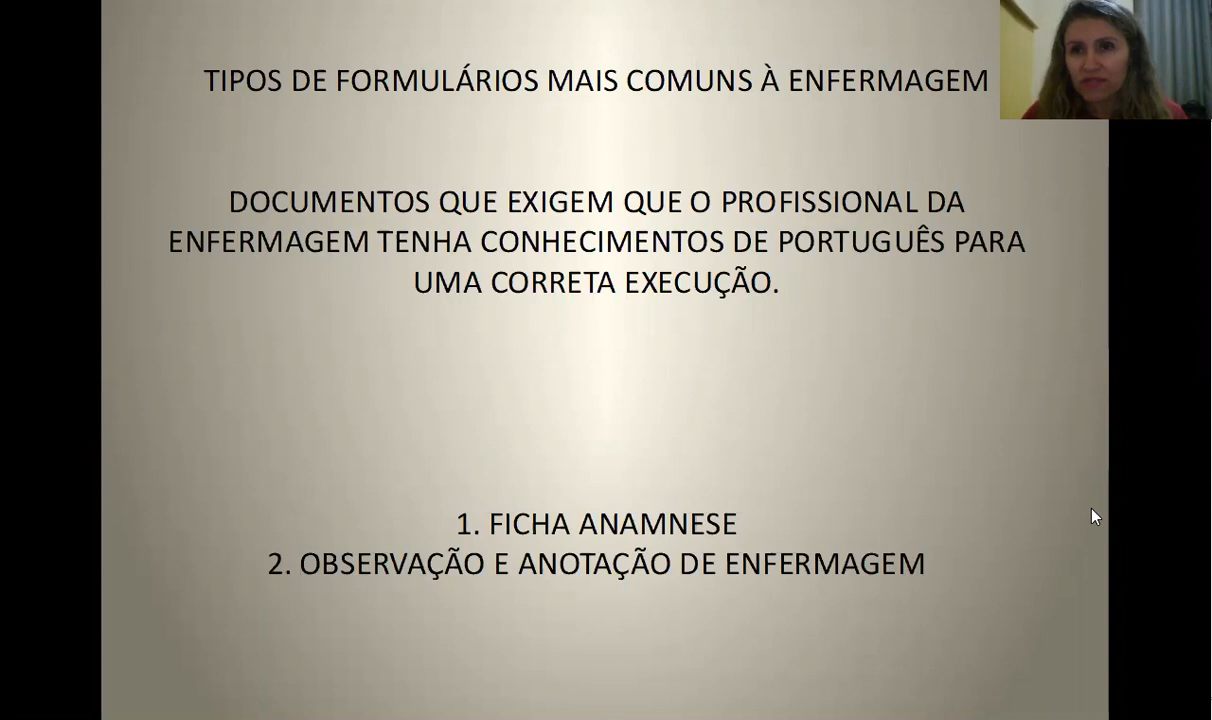 TIPOS DE FORMULÁRIOS MAIS COMUNS À ENFERMAGEM
DOCUMENTOS QUE EXIGEM QUE O PROFISSIONAL DA
ENFERMAGEM TENHA CONHECIMENTOS DE PORTUGUÊS PARA
UMA CORRETA EXECUÇÃO.
1. FICHA ANAMNESE
2. OBSERVAÇÃO E ANOTAÇÃO DE ENFERMAGEM